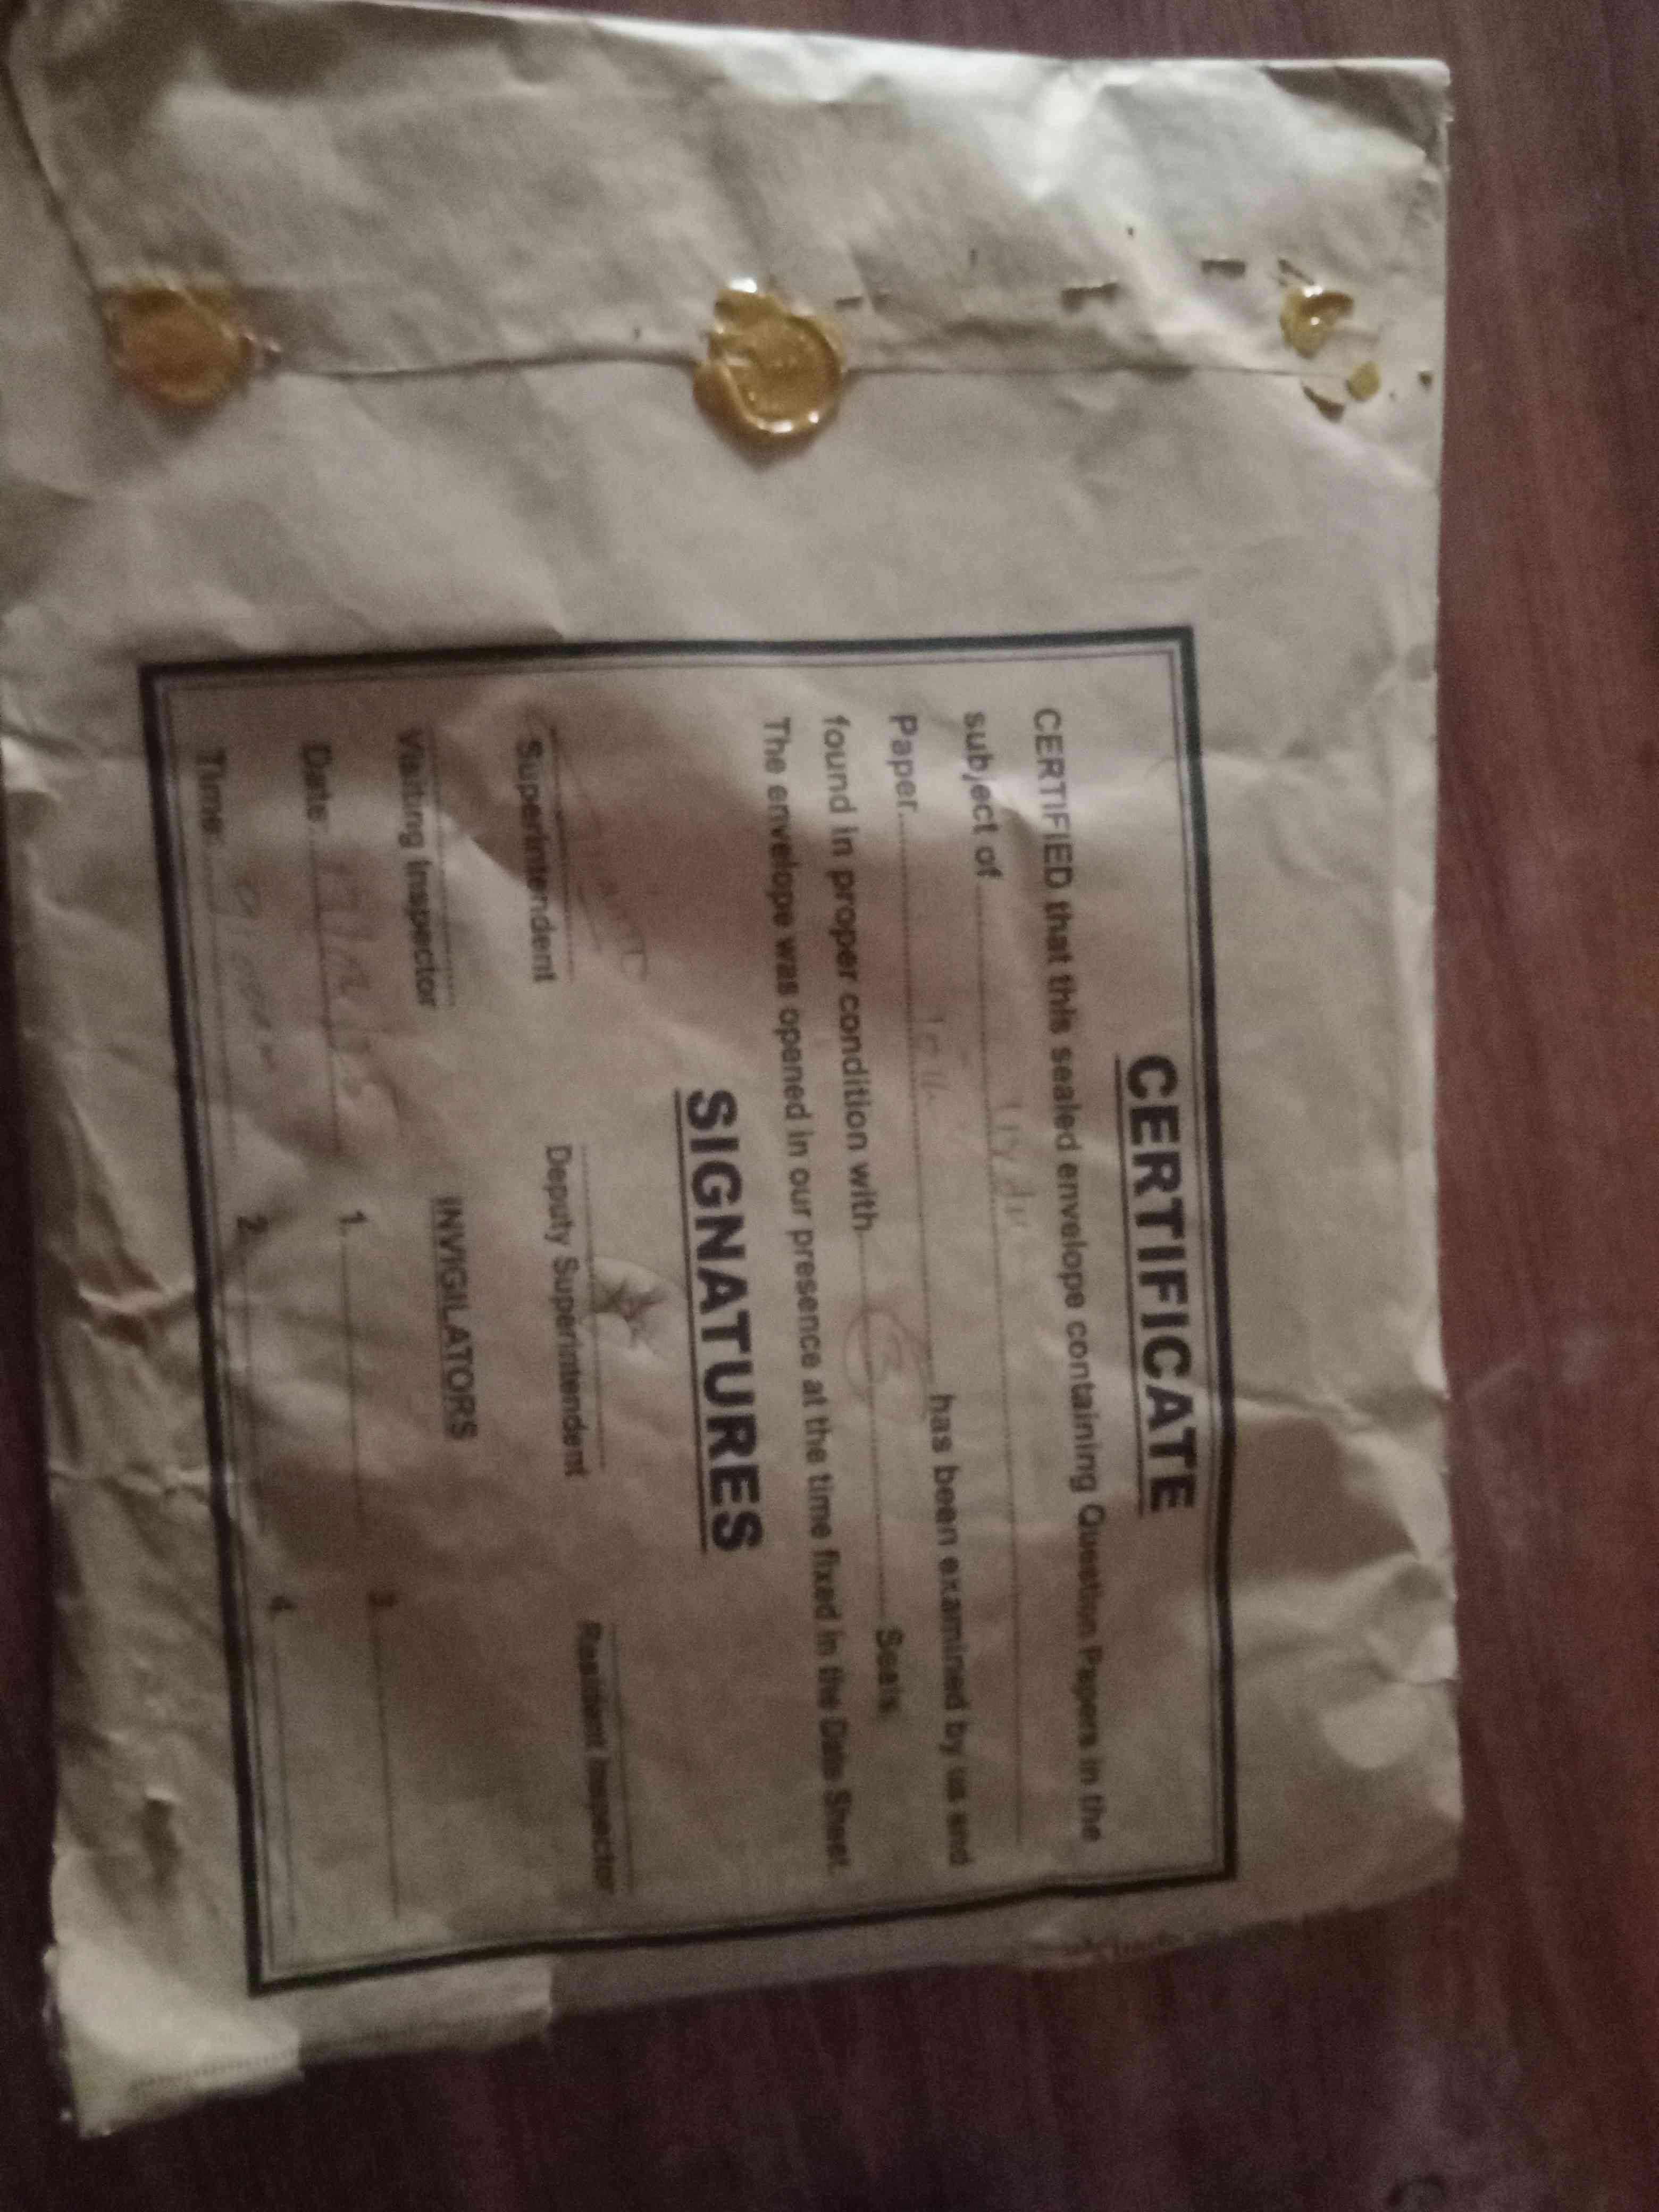 CERTIFICATE
CERTIFIED that this sealed envelope containing Question Papers in the
subject of
Paper has been examined by us and
found in proper condition with Seals.
The envelope was opened in our presence at the time fixed in the Date Sheet.
SIGNATURES
Superintendent Deputy Superintendent Resident Inspector
Visiting Inspector INVIGILATORS
Date: 1. 3.
Time: 2. 4.